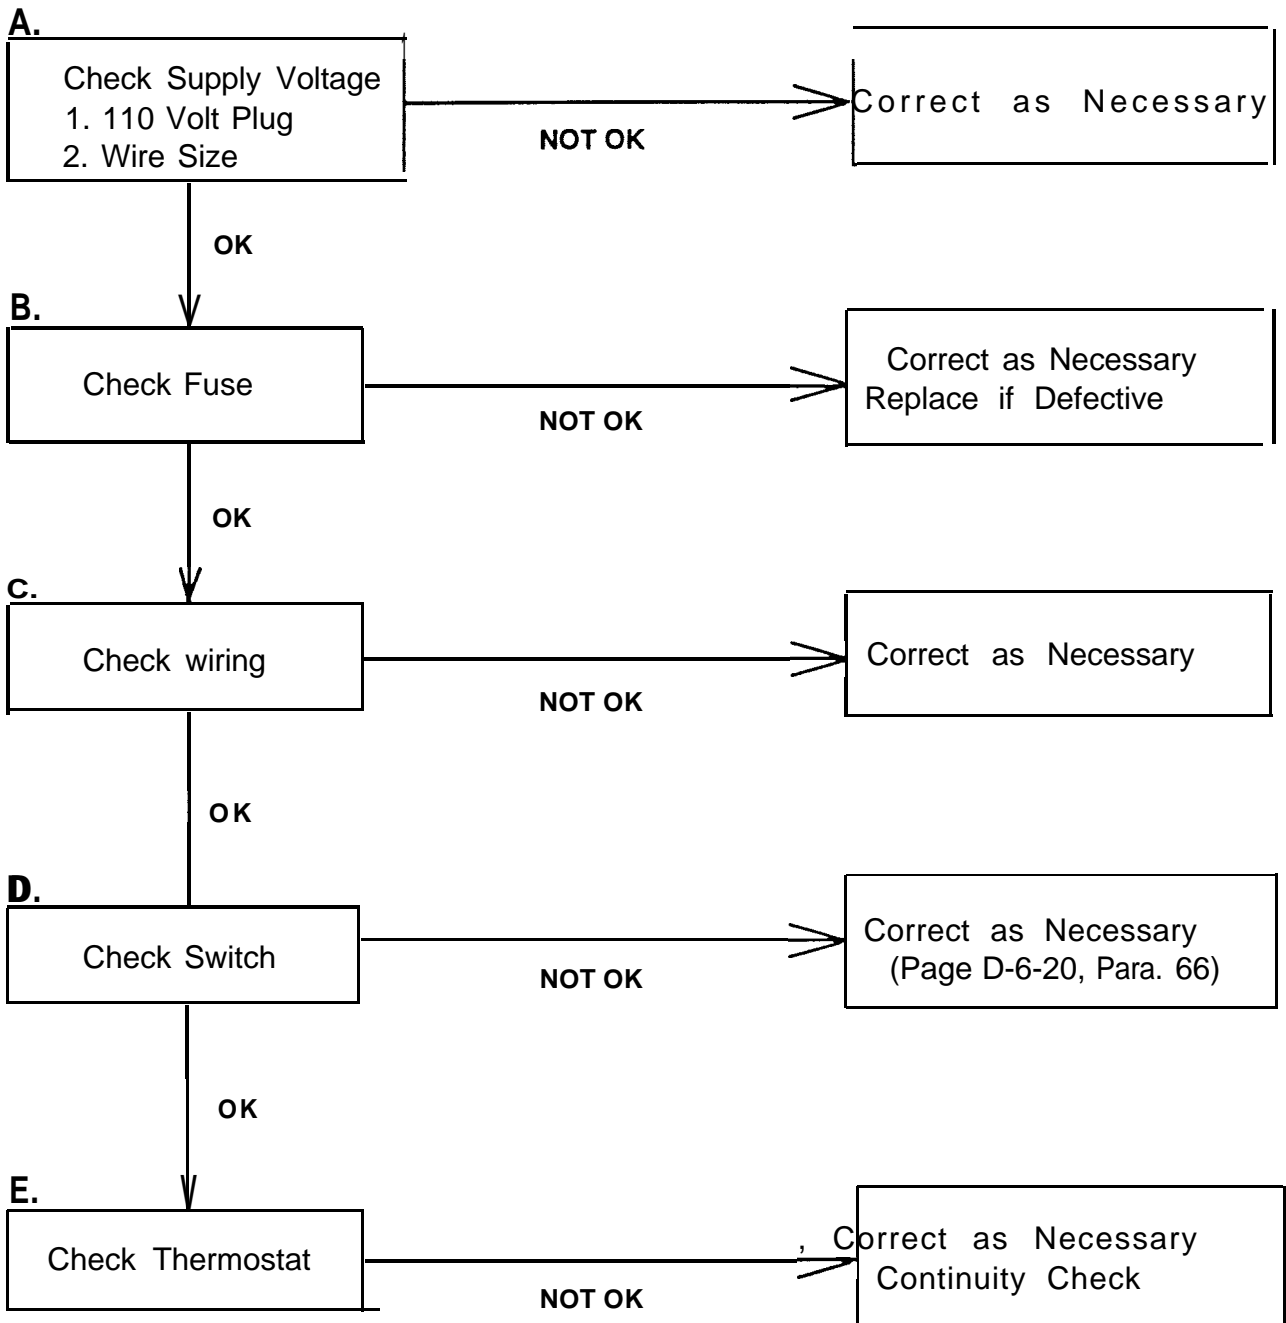 A.
Check Supply Voltage
1. 110 Volt Plug
2. Wire Size
NOT OK
Correct as Necessary
OK
B.
Check Fuse
NOT OK
Correct as Necessary
Replace if Defective
OK
C.
Check wiring
NOT OK
Correct as Necessary
OK
D.
Check Switch
NOT OK
Correct as Necessary
(Page D-6-20, Para. 66)
OK
E.
Check Thermostat
NOT OK
, Correct as Necessary
Continuity Check